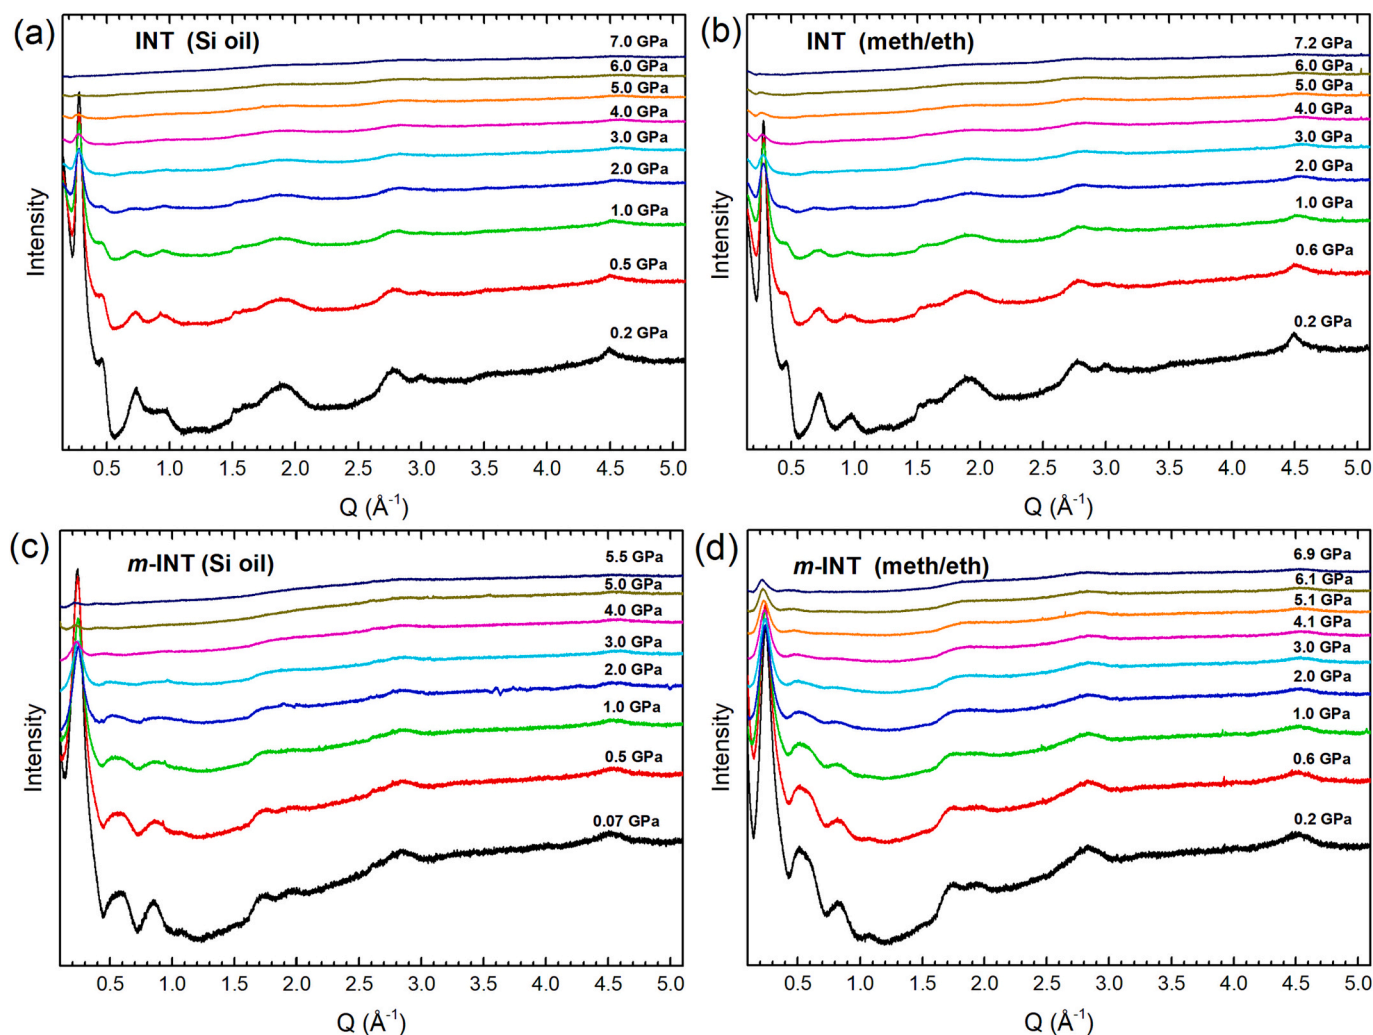 (a)
INT (Si oil)
7.0 GPa
6.0 GPa
5.0 GPa
4.0 GPa
3.0 GPa
2.0 GPa
1.0 GPa
0.5 GPa
0.2 GPa
Intensity
0.5 1.0 1.5 2.0 2.5 3.0 3.5 4.0 4.5 5.0
Q (Å⁻¹)
(b)
INT (meth/eth)
7.2 GPa
6.0 GPa
5.0 GPa
4.0 GPa
3.0 GPa
2.0 GPa
1.0 GPa
0.6 GPa
0.2 GPa
Intensity
0.5 1.0 1.5 2.0 2.5 3.0 3.5 4.0 4.5 5.0
Q (Å⁻¹)
(c)
m-INT (Si oil)
5.5 GPa
5.0 GPa
4.0 GPa
3.0 GPa
2.0 GPa
1.0 GPa
0.5 GPa
0.07 GPa
Intensity
0.5 1.0 1.5 2.0 2.5 3.0 3.5 4.0 4.5 5.0
Q (Å⁻¹)
(d)
m-INT (meth/eth)
6.9 GPa
6.1 GPa
5.1 GPa
4.1 GPa
3.0 GPa
2.0 GPa
1.0 GPa
0.6 GPa
0.2 GPa
Intensity
0.5 1.0 1.5 2.0 2.5 3.0 3.5 4.0 4.5 5.0
Q (Å⁻¹)